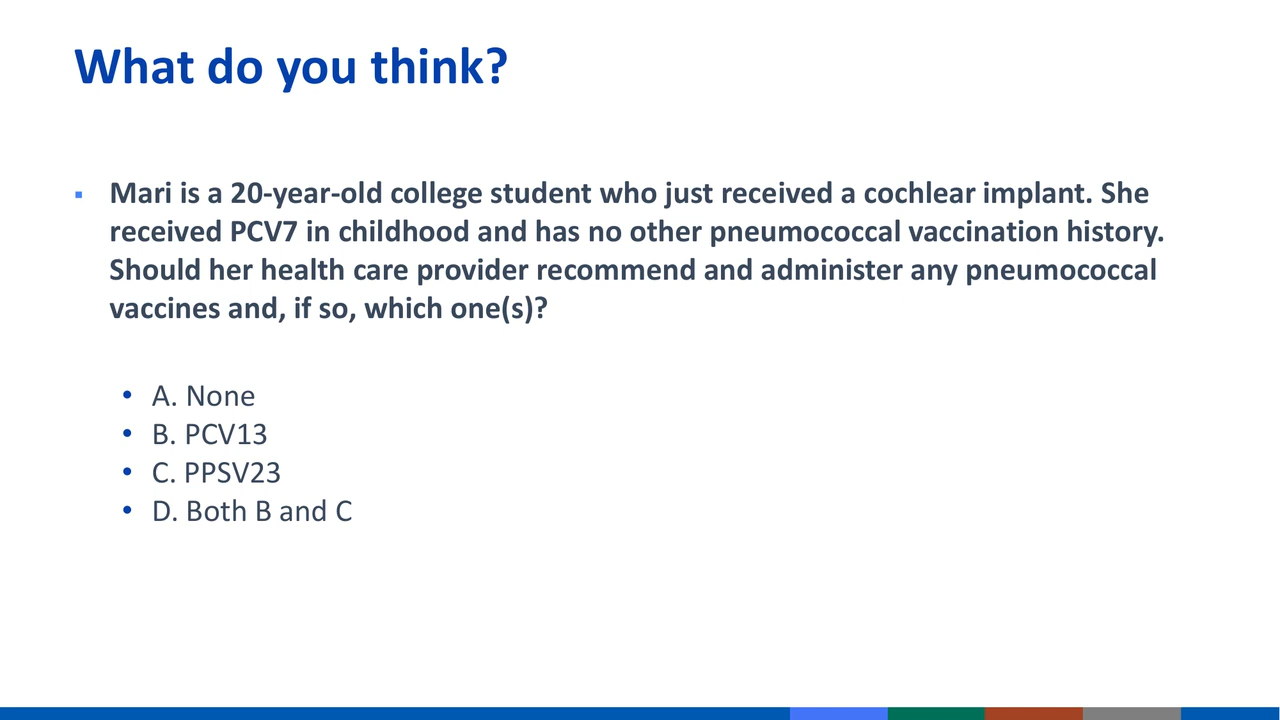 What do you think?
▪ Mari is a 20-year-old college student who just received a cochlear implant. She
received PCV7 in childhood and has no other pneumococcal vaccination history.
Should her health care provider recommend and administer any pneumococcal
vaccines and, if so, which one(s)?
• A. None
• B. PCV13
• C. PPSV23
• D. Both B and C